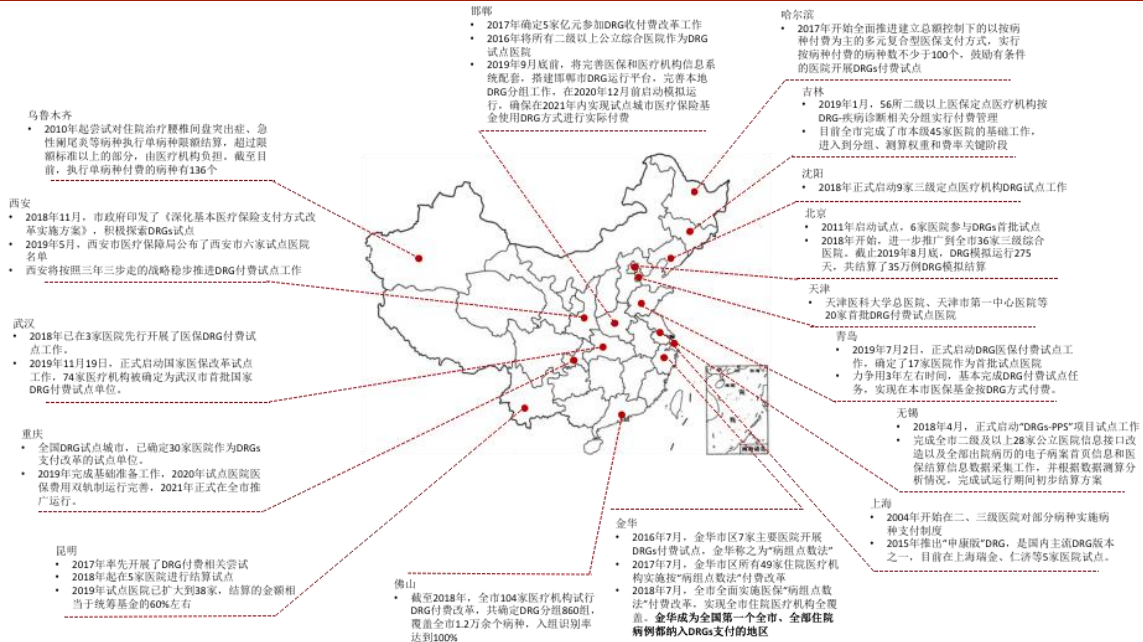 邯郸
• 2017年确定5家亿元参加DRG收付费改革工作
• 2016年将所有二级以上公立综合医院作为DRG
试点医院
• 2019年9月底前，将完善医保和医疗机构信息系
统配套，搭建邯郸市DRG运行平台，完善本地
DRG分组工作，在2020年12月前启动模拟运
行，确保在2021年内实现试点城市医疗保险基
金使用DRG方式进行实际付费
哈尔滨
• 2017年开始全面推进建立总额控制下的以按病
种付费为主的多元复合型医保支付方式，实行
按病种付费的病种数不少于100个，鼓励有条件
的医院开展DRGs付费试点
吉林
• 2019年1月，56所二级以上医保定点医疗机构按
DRG-疾病诊断相关分组实行付费管理
• 目前全市完成了市本级45家医院的基础工作，
进入到分组、测算权重和费率关键阶段
沈阳
• 2018年正式启动9家三级定点医疗机构DRG试点工作
北京
• 2011年启动试点，6家医院参与DRGs首批试点
• 2018年开始，进一步推广到全市36家三级综合
医院。截止2019年8月底，DRG模拟运行275
天，共结算了35万例DRG模拟结算
天津
• 天津医科大学总医院、天津市第一中心医院等
20家首批DRG付费试点医院
青岛
• 2019年7月2日，正式启动DRG医保付费试点工
作，确定了17家医院作为首批试点医院
• 力争用3年左右时间，基本完成DRG付费试点任
务，实现在本市医保基金按DRG方式付费。
无锡
• 2018年4月，正式启动“DRGs-PPS”项目试点工作
• 完成全市二级及以上28家公立医院信息接口改
造以及全部出院病历的电子病案首页信息和医
保结算信息数据采集工作，并根据数据测算分
析情况，完成试运行期间初步结算方案
上海
• 2004年开始在二、三级医院对部分病种实施病
种支付制度
• 2015年推出“申康版”DRG，是国内主流DRG版本
之一，目前在上海瑞金、仁济等5家医院试点。
乌鲁木齐
• 2010年起尝试对住院治疗腰椎间盘突出症、急
性阑尾炎等病种执行单病种限额结算，超过限
额标准以上的部分，由医疗机构负担。截至目
前，执行单病种付费的病种有136个
西安
• 2018年11月，市政府印发了《深化基本医疗保险支付方式改
革实施方案》，积极探索DRGs试点
• 2019年5月，西安市医疗保障局公布了西安市六家试点医院
名单
• 西安将按照三年三步走的战略稳步推进DRG付费试点工作
武汉
• 2018年已在3家医院先行开展了医保DRG付费试
点工作。
• 2019年11月19日，正式启动国家医保改革试点
工作，74家医疗机构被确定为武汉市首批国家
DRG付费试点单位。
重庆
• 全国DRG试点城市，已确定30家医院作为DRGs
支付改革的试点单位。
• 2019年完成基础准备工作，2020年试点医院医
保费用双轨制运行完善，2021年正式在全市推
广运行。
昆明
• 2017年率先开展了DRG付费相关尝试
• 2018年起在5家医院进行结算试点
• 2019年试点医院已扩大到38家，结算的金额相
当于统筹基金的60%左右
佛山
• 截至2018年，全市104家医疗机构试行
DRG付费改革，共确定DRG分组860组，
覆盖全市1.2万余个病种，入组识别率
达到100%
金华
• 2016年7月，金华市区7家主要医院开展
DRGs付费试点，金华称之为“病组点数法”
• 2017年7月，金华市区所有49家住院医疗机
构实施按“病组点数法”付费改革
• 2018年7月，全市全面实施医保“病组点数
法”付费改革，实现全市住院医疗机构全覆
盖。金华成为全国第一个全市、全部住院
病例都纳入DRGs支付的地区